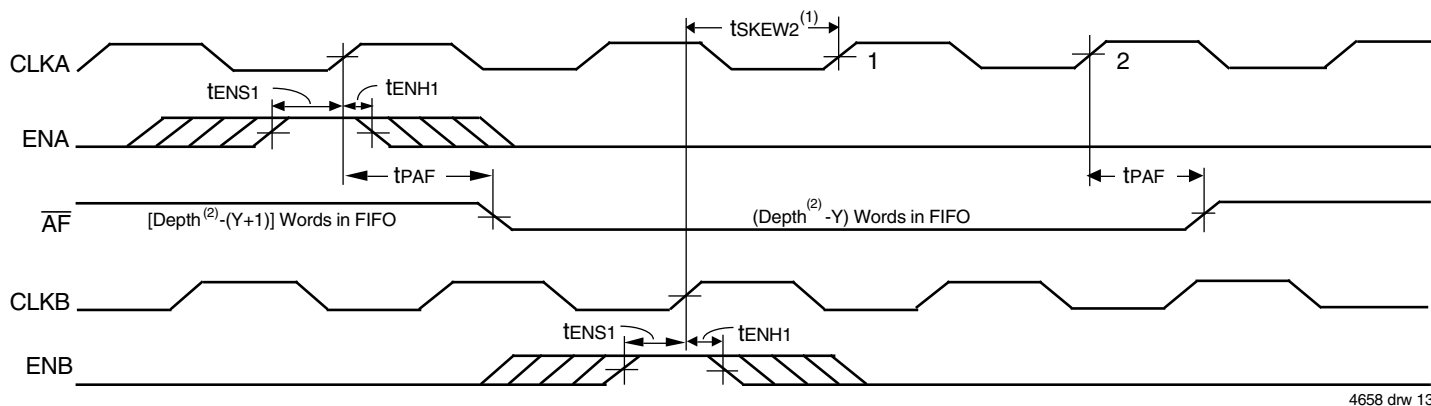 tSKEW2(1)
CLKA
1
2
tENS1
tENH1
ENA
tPAF
tPAF
AF
[Depth(2)-(Y+1)] Words in FIFO
(Depth(2) -Y) Words in FIFO
CLKB
tENS1
tENH1
ENB
4658 drw 13